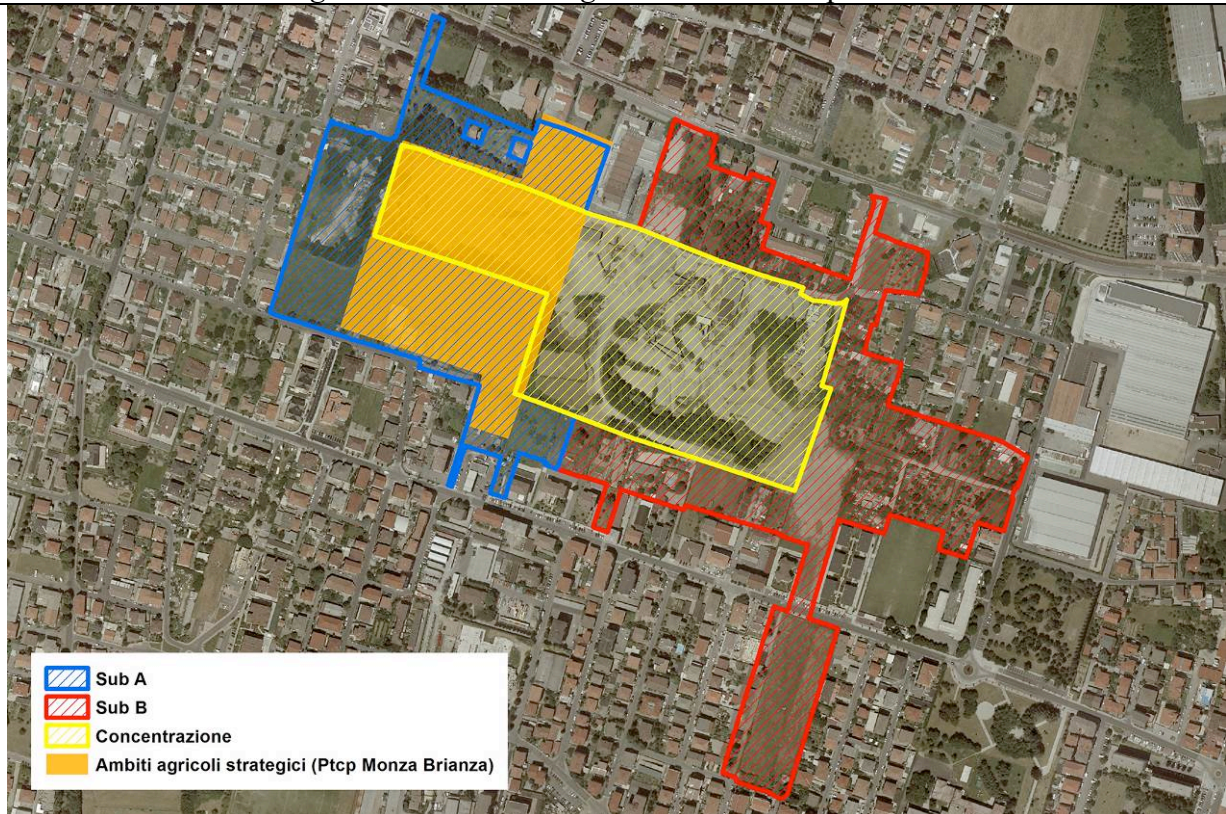 Sub A
Sub B
Concentrazione
Ambiti agricoli strategici (Ptcp Monza Brianza)